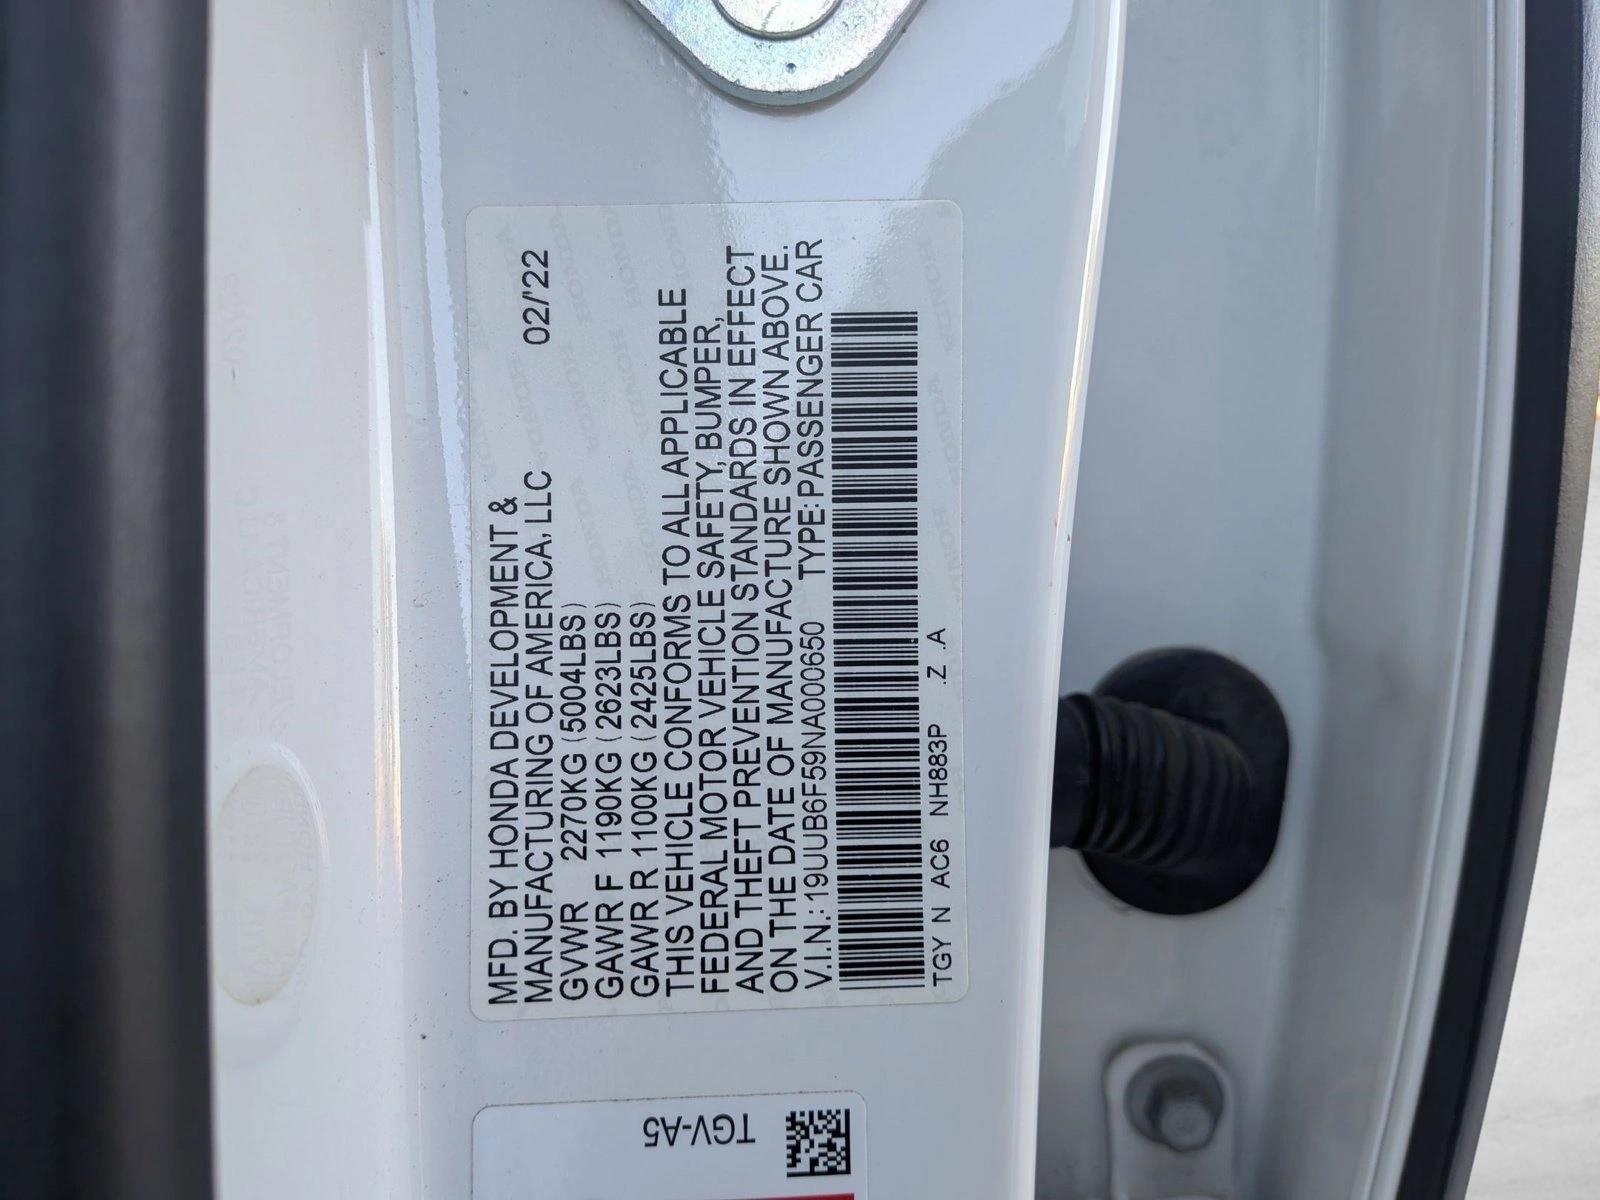 MFD. BY HONDA DEVELOPMENT &
MANUFACTURING OF AMERICA, LLC 02/'22
GVWR 2270KG (5004LBS)
GAWR F 1190KG (2623LBS)
GAWR R 1100KG (2425LBS)
THIS VEHICLE CONFORMS TO ALL APPLICABLE
FEDERAL MOTOR VEHICLE SAFETY, BUMPER,
AND THEFT PREVENTION STANDARDS IN EFFECT
ON THE DATE OF MANUFACTURE SHOWN ABOVE.
V.I.N.: 19UUB6F59NA000650 TYPE: PASSENGER CAR
TGY N AC6 NH883P .Z .A
TGV-A5